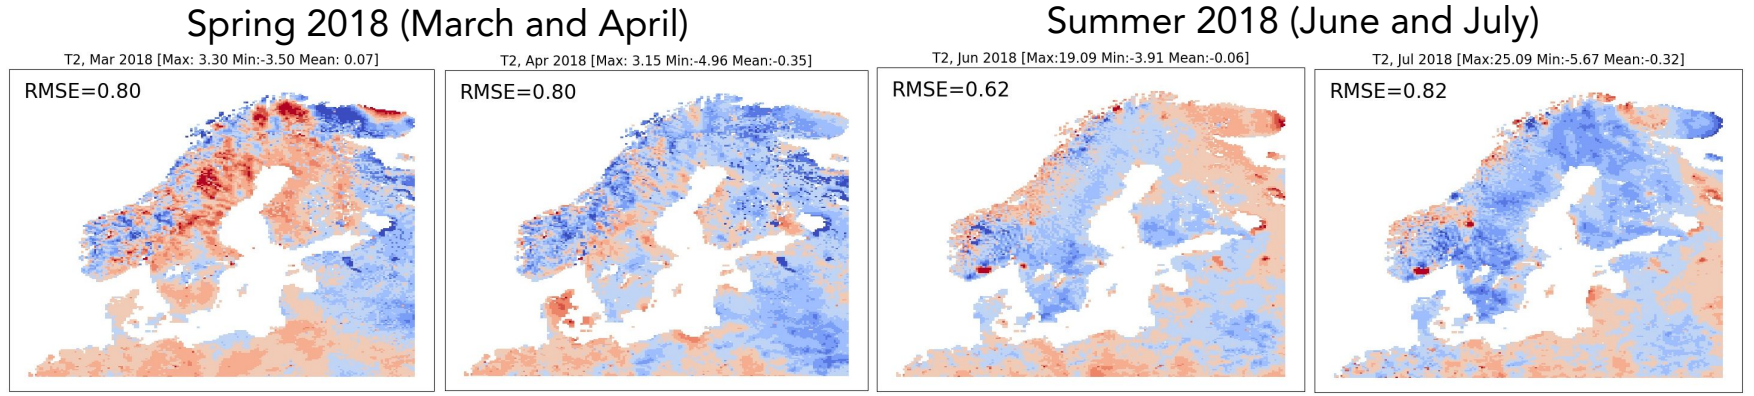 Spring 2018 (March and April)
Summer 2018 (June and July)
T2, Mar 2018 [Max: 3.30 Min:-3.50 Mean: 0.07]
T2, Apr 2018 [Max: 3.15 Min:-4.96 Mean:-0.35]
T2, Jun 2018 [Max:19.09 Min:-3.91 Mean:-0.06]
T2, Jul 2018 [Max:25.09 Min:-5.67 Mean:-0.32]
RMSE=0.80
RMSE=0.80
RMSE=0.62
RMSE=0.82